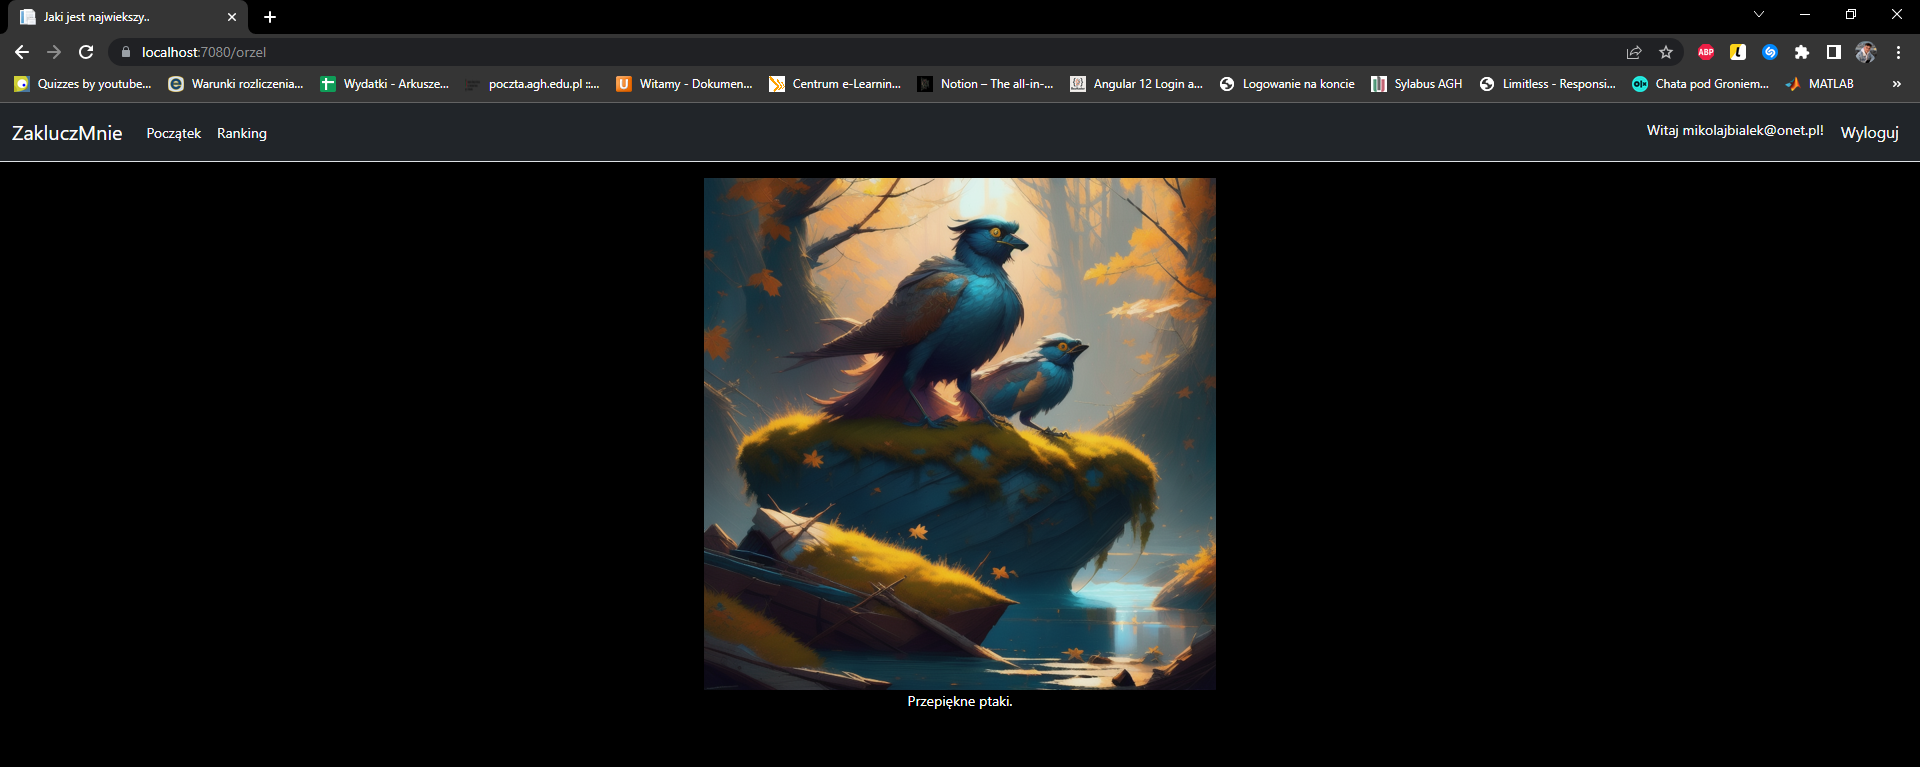 Jaki jest najwiekszy..
localhost:7080/orzel
ABP
Quizzes by youtube... Warunki rozliczenia... Wydatki - Arkusze... poczta.agh.edu.pl ::... Witamy - Dokumen... Centrum e-Learnin... Notion – The all-in-... Angular 12 Login a... Logowanie na koncie Sylabus AGH Limitless - Responsi... Chata pod Groniem... MATLAB »
ZakluczMnie Początek Ranking Witaj mikolajbialek@onet.pl! Wyloguj
Przepiękne ptaki.